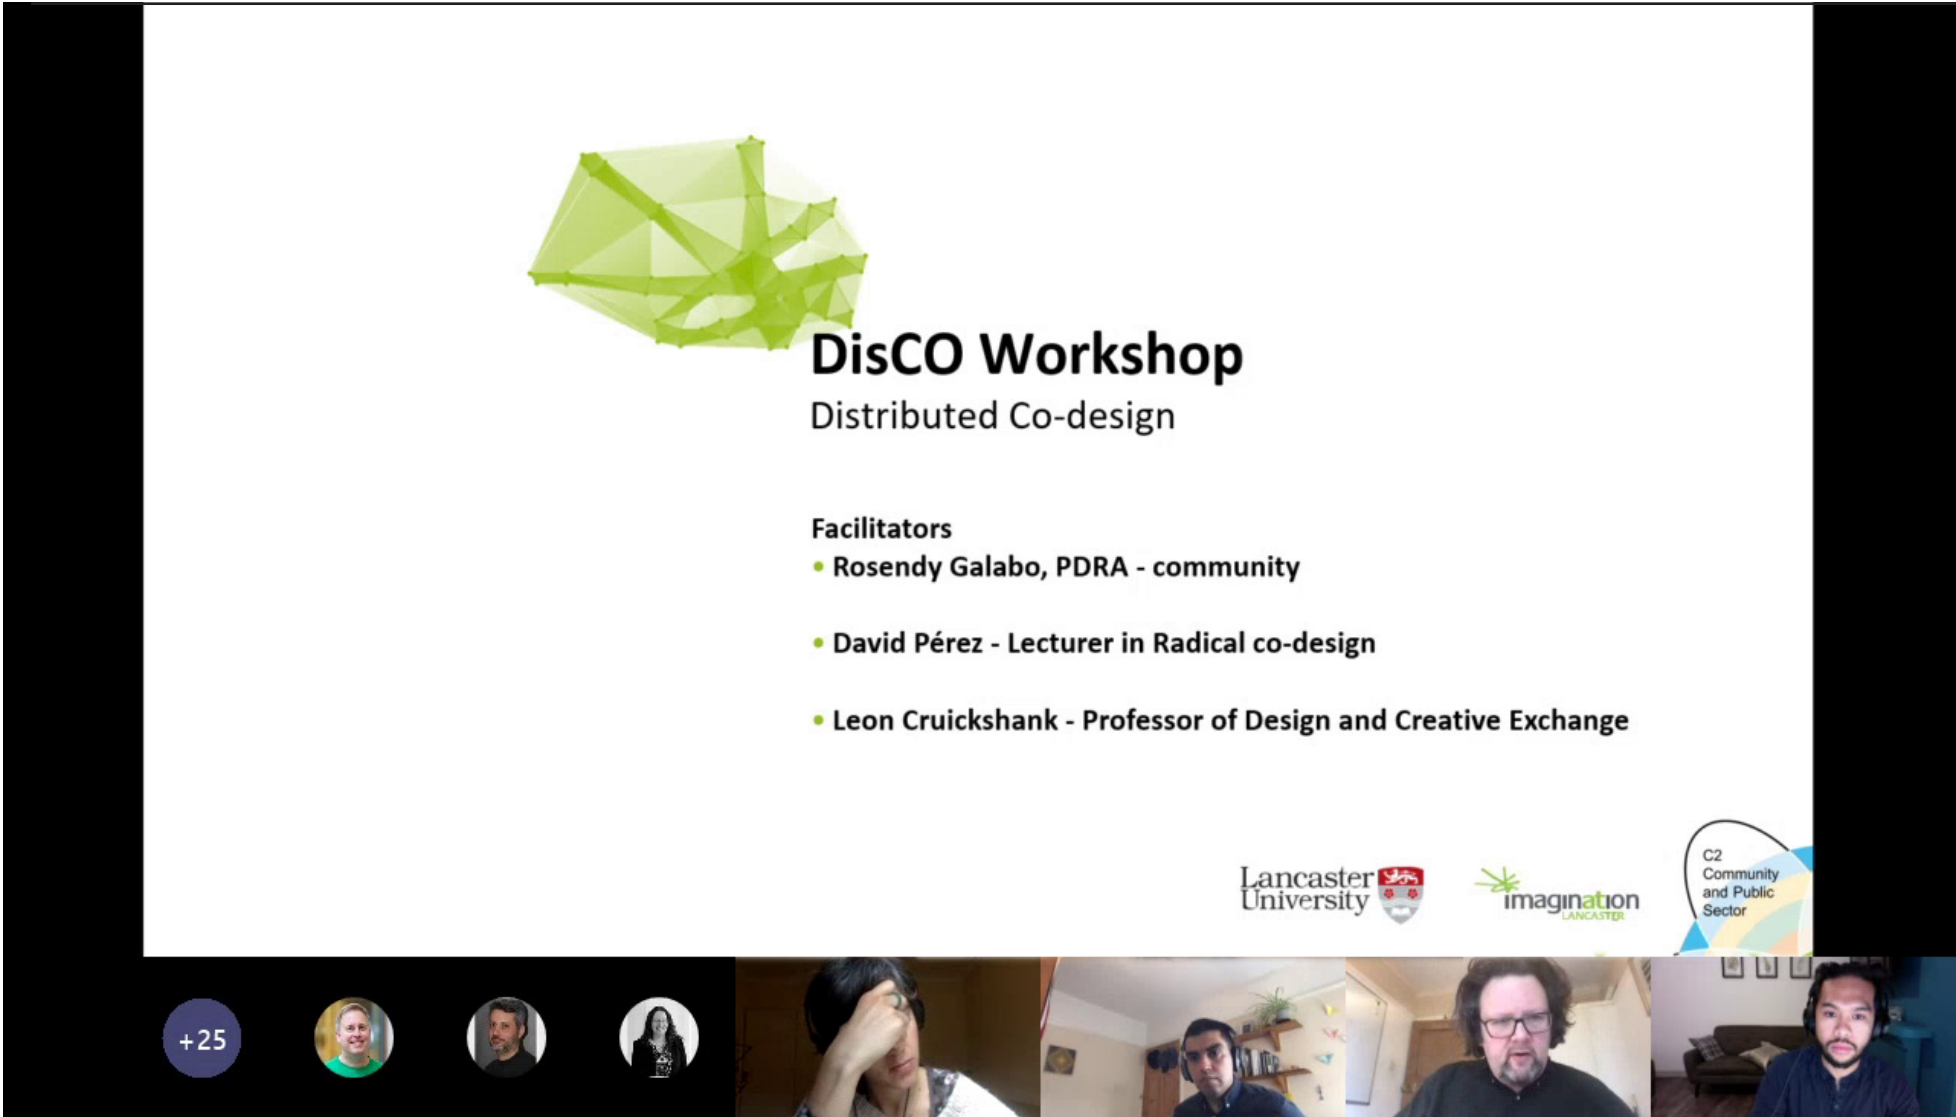 DisCO Workshop
Distributed Co-design
Facilitators
• Rosendy Galabo, PDRA - community
• David Pérez - Lecturer in Radical co-design
• Leon Cruickshank - Professor of Design and Creative Exchange
Lancaster
University
imagination
LANCASTER
C2
Community
and Public
Sector
+25